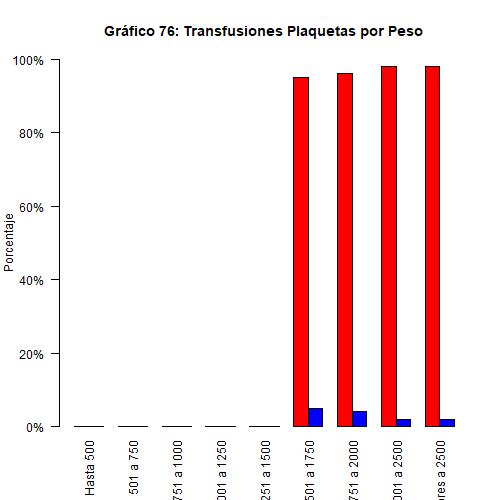 Gráfico 76: Transfusiones Plaquetas por Peso
100%
80%
60%
40%
20%
0%
Porcentaje
Hasta 500
501 a 750
751 a 1000
001 a 1250
251 a 1500
501 a 1750
751 a 2000
001 a 2500
ores a 2500